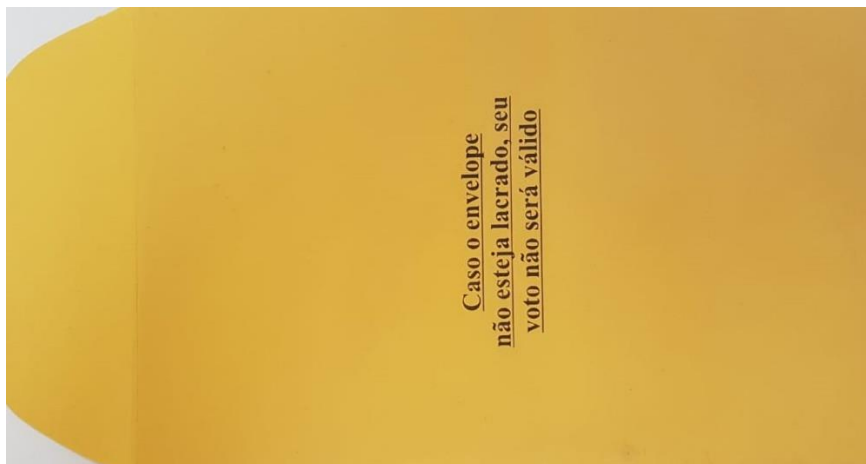 Caso o envelope
não esteja lacrado, seu
voto não será válido